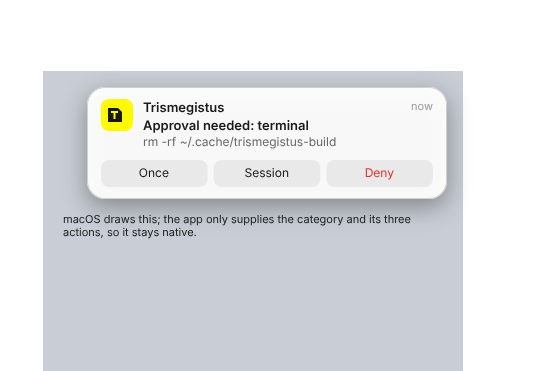 Trismegistus
now
Approval needed: terminal
rm -rf ~/.cache/trismegistus-build
Once
Session
Deny
macOS draws this; the app only supplies the category and its three
actions, so it stays native.